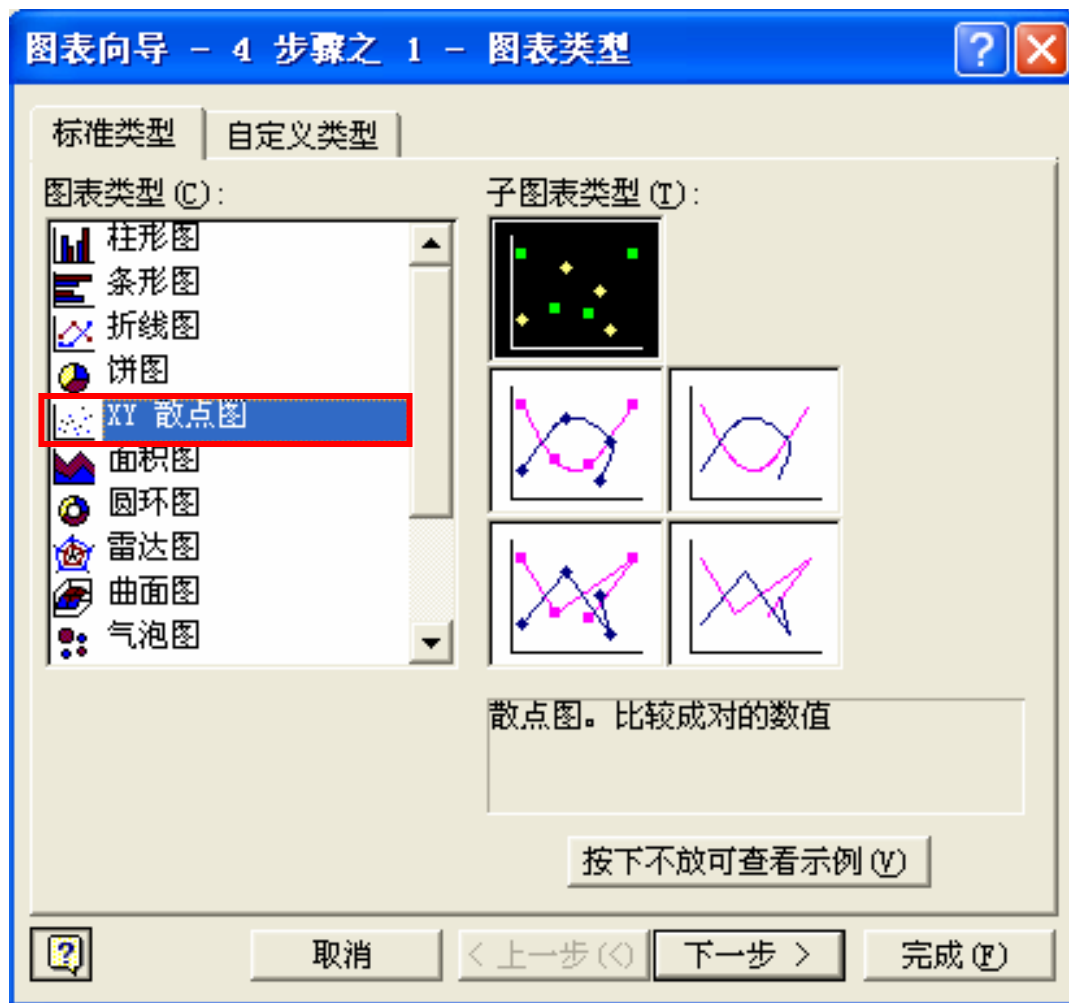 图表向导 - 4 步骤之 1 - 图表类型
标准类型
自定义类型
图表类型(C):
柱形图
条形图
折线图
饼图
XY 散点图
面积图
圆环图
雷达图
曲面图
气泡图
子图表类型(T):
散点图。比较成对的数值
按下不放可查看示例(V)
取消
< 上一步(<)
下一步 >
完成(F)